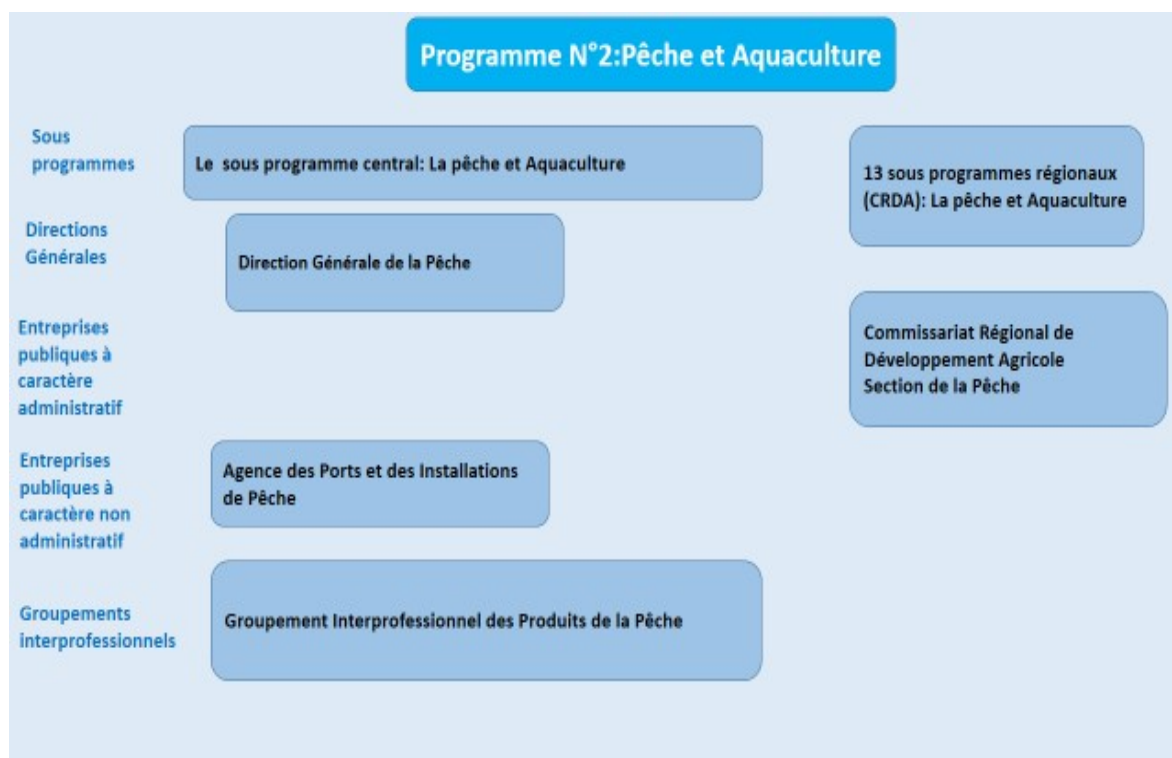 Programme N°2:Pêche et Aquaculture
Sous
programmes
Le sous programme central: La pêche et Aquaculture
13 sous programmes régionaux
(CRDA): La pêche et Aquaculture
Directions
Générales
Direction Générale de la Pêche
Entreprises
publiques à
caractère
administratif
Commissariat Régional de
Développement Agricole
Section de la Pêche
Entreprises
publiques à
caractère non
administratif
Agence des Ports et des Installations
de Pêche
Groupements
interprofessionnels
Groupement Interprofessionnel des Produits de la Pêche